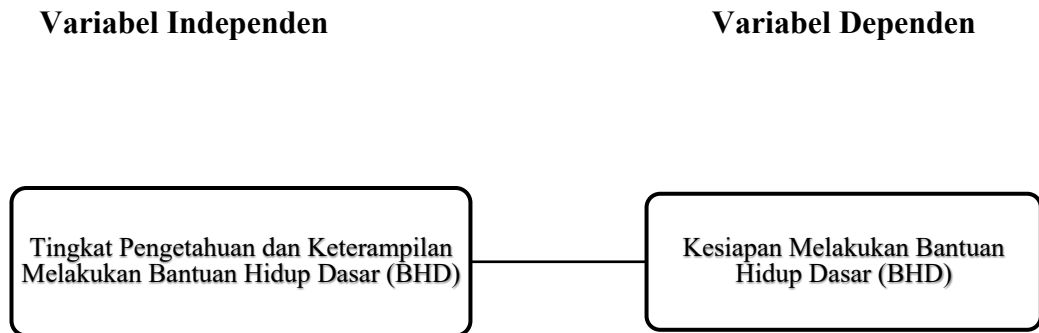 Variabel Independen
Variabel Dependen
Tingkat Pengetahuan dan Keterampilan
Melakukan Bantuan Hidup Dasar (BHD)
Kesiapan Melakukan Bantuan
Hidup Dasar (BHD)